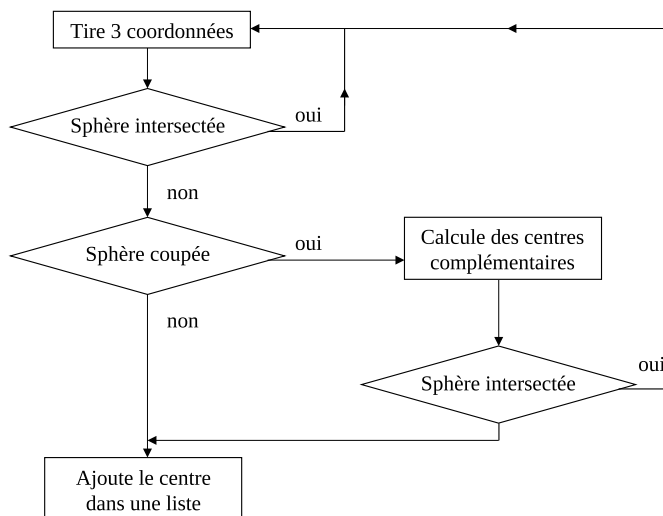 Tire 3 coordonnées
Sphère intersectée
oui
non
Sphère coupée
oui
Calcule des centres
complémentaires
non
Sphère intersectée
oui
Ajoute le centre
dans une liste